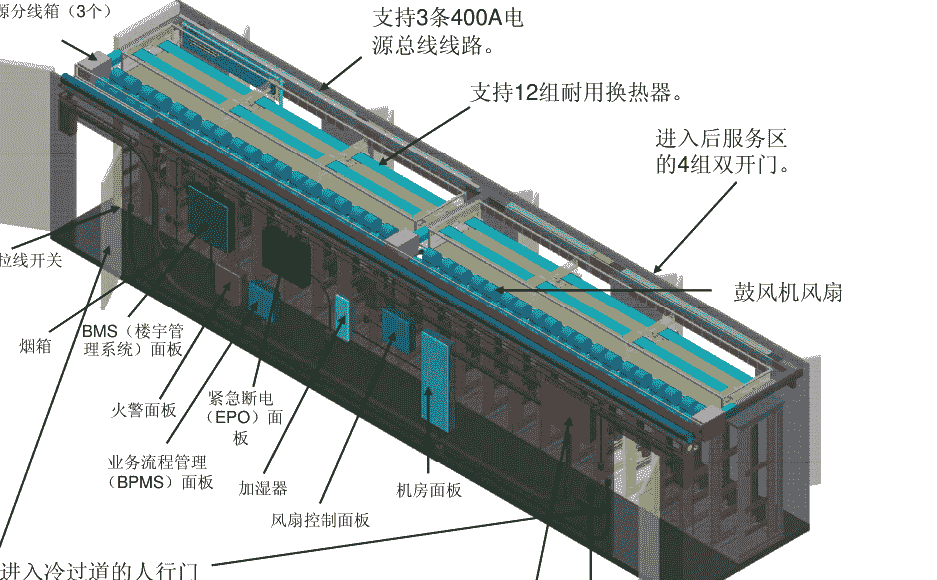 源分线箱（3个）
支持3条400A电
源总线线路。
支持12组耐用换热器。
进入后服务区
的4组双开门。
拉线开关
鼓风机风扇
烟箱
BMS（楼宇管
理系统）面板
火警面板
紧急断电
（EPO）面
板
业务流程管理
（BPMS）面板
加湿器
机房面板
风扇控制面板
进入冷过道的人行门